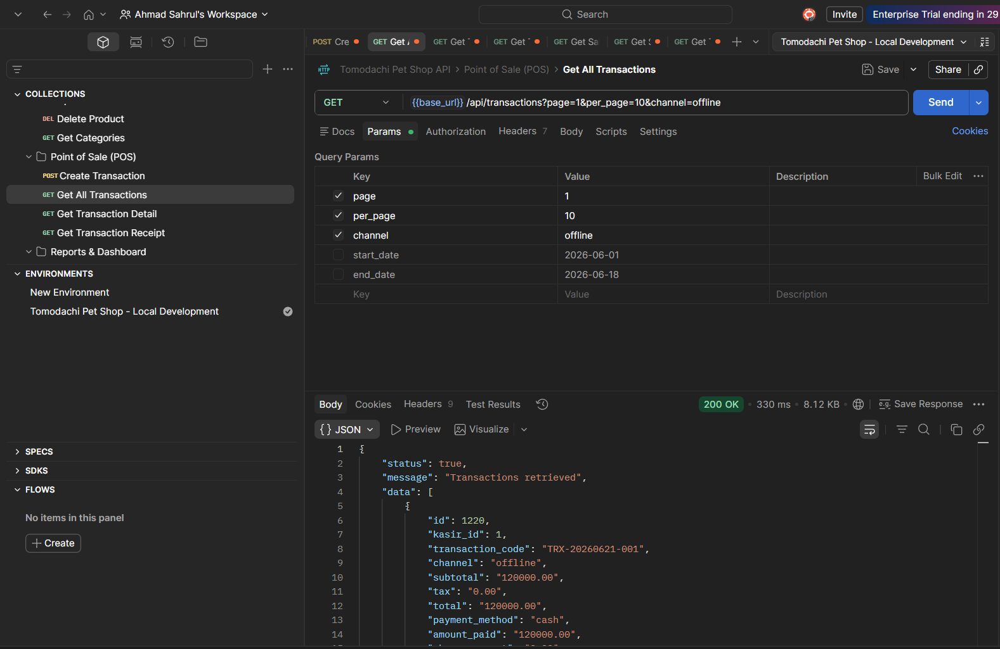 Ahmad Sahrul's Workspace
Search
Invite
Enterprise Trial ending in 29
POST Cre
GET Get
GET Get
GET Get
GET Get Sa
GET Get
GET Get
Tomodachi Pet Shop - Local Development
COLLECTIONS
DEL Delete Product
GET Get Categories
Point of Sale (POS)
POST Create Transaction
GET Get All Transactions
GET Get Transaction Detail
GET Get Transaction Receipt
Reports & Dashboard
ENVIRONMENTS
New Environment
Tomodachi Pet Shop - Local Development
SPECS
SDKS
FLOWS
No items in this panel
Create
HTTP Tomodachi Pet Shop API > Point of Sale (POS) > Get All Transactions
Save
Share
GET {{base_url}} /api/transactions?page=1&per_page=10&channel=offline
Send
Docs Params Authorization Headers 7 Body Scripts Settings
Cookies
Query Params
Key Value Description Bulk Edit
page 1
per_page 10
channel offline
start_date 2026-06-01
end_date 2026-06-18
Key Value Description
Body Cookies Headers 9 Test Results
200 OK 330 ms 8.12 KB e.g. Save Response
{} JSON Preview Visualize
1 {
2 "status": true,
3 "message": "Transactions retrieved",
4 "data": [
5 {
6 "id": 1220,
7 "kasir_id": 1,
8 "transaction_code": "TRX-20260621-001",
9 "channel": "offline",
10 "subtotal": "120000.00",
11 "tax": "0.00",
12 "total": "120000.00",
13 "payment_method": "cash",
14 "amount_paid": "120000.00",